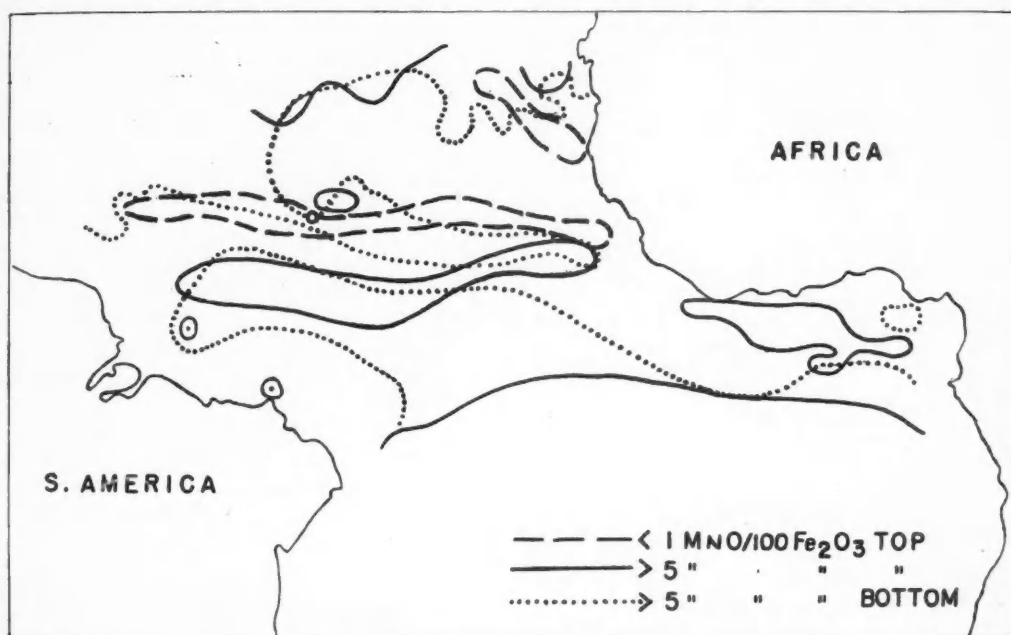 AFRICA
S. AMERICA
< 1 MNO/100 Fe₂O₃ TOP
> 5 " . " "
> 5 " " " BOTTOM